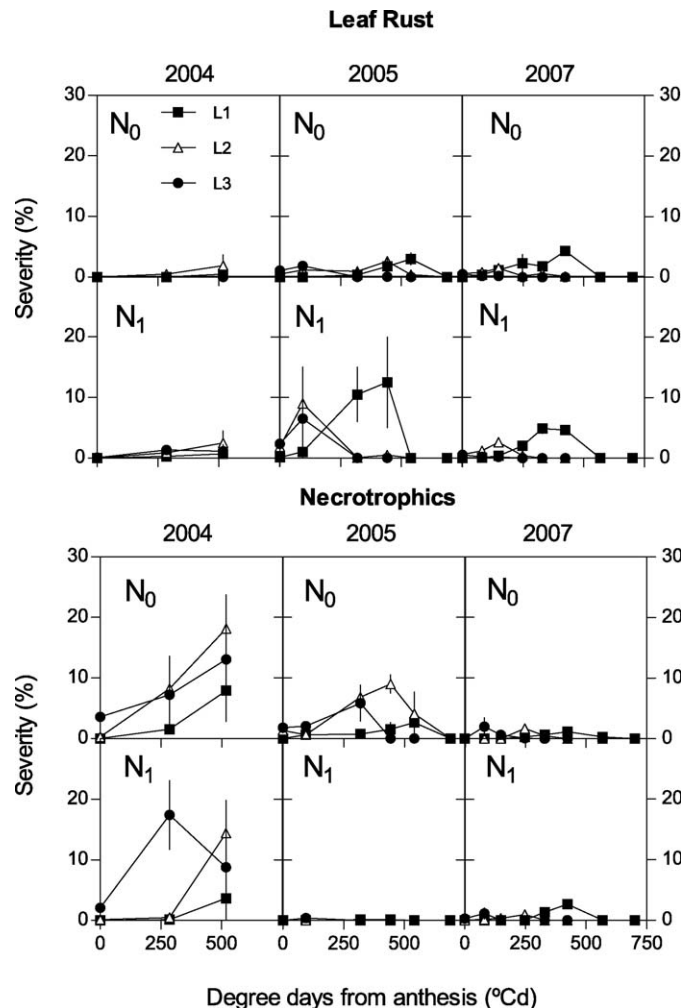 Leaf Rust
2004 2005 2007
30 N0 L1 N0 N0 30
L2
20 L3 20
10 10
0 0
N1 N1 N1
20 20
10 10
0 0
Severity (%)
Necrotrophics
2004 2005 2007
30 N0 N0 N0 30
20 20
10 10
0 0
N1 N1 N1
20 20
10 10
0 0
Severity (%)
0 250 500 0 250 500 0 250 500 750
Degree days from anthesis (ºCd)